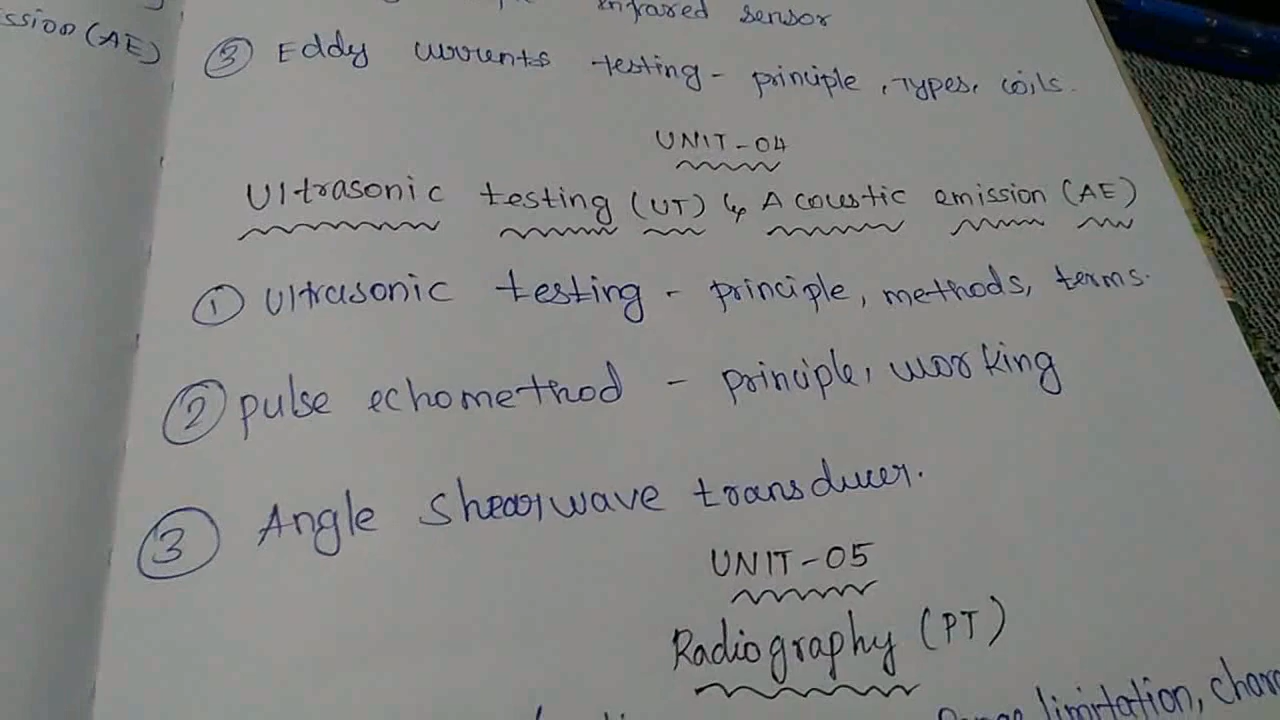 ssion (AE)
infrared sensor
③ Eddy currents testing - principle, Types, coils.
UNIT-04
Ultrasonic testing (UT) & Acoustic emission (AE)
① Ultrasonic testing - principle, methods, terms.
② pulse echomethod - principle, working
③ Angle shearwave transducer.
UNIT-05
Radiography (PT)
limitation, chara